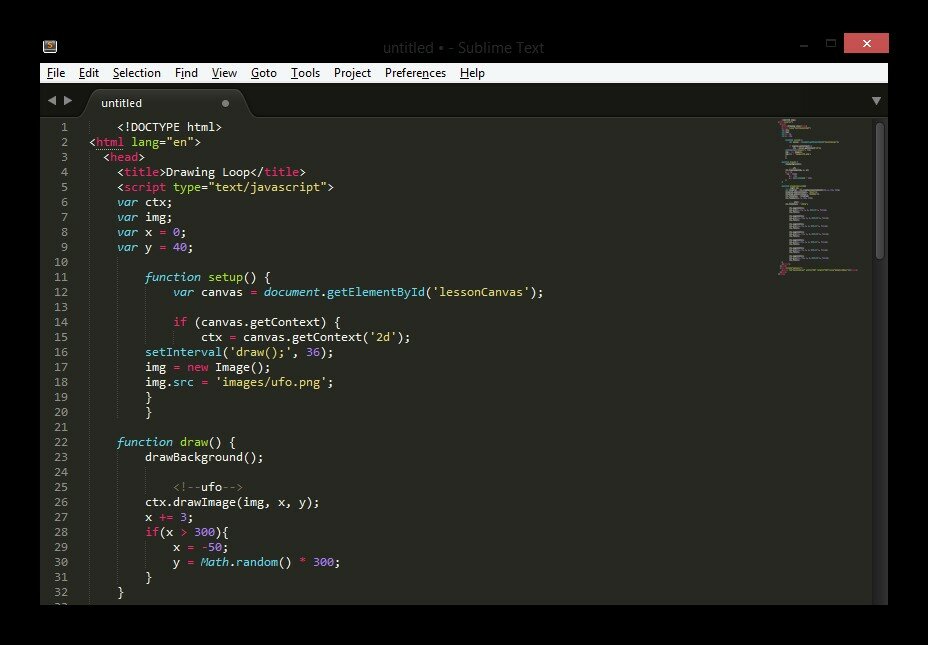 untitled • - Sublime Text
File Edit Selection Find View Goto Tools Project Preferences Help
untitled
1 <!DOCTYPE html>
2 <html lang="en">
3 <head>
4 <title>Drawing Loop</title>
5 <script type="text/javascript">
6 var ctx;
7 var img;
8 var x = 0;
9 var y = 40;
10
11 function setup() {
12 var canvas = document.getElementById('lessonCanvas');
13
14 if (canvas.getContext) {
15 ctx = canvas.getContext('2d');
16 setInterval('draw();', 36);
17 img = new Image();
18 img.src = 'images/ufo.png';
19 }
20 }
21
22 function draw() {
23 drawBackground();
24
25 <!--ufo-->
26 ctx.drawImage(img, x, y);
27 x += 3;
28 if(x > 300){
29 x = -50;
30 y = Math.random() * 300;
31 }
32 }